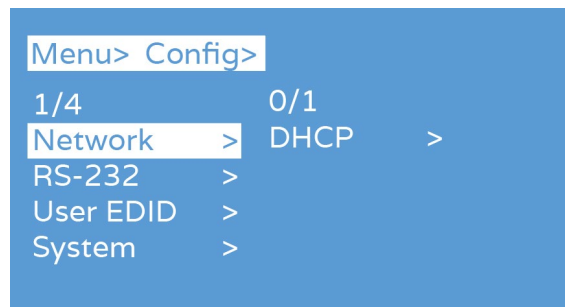 Menu> Config>
1/4 0/1
Network > DHCP >
RS-232 >
User EDID >
System >